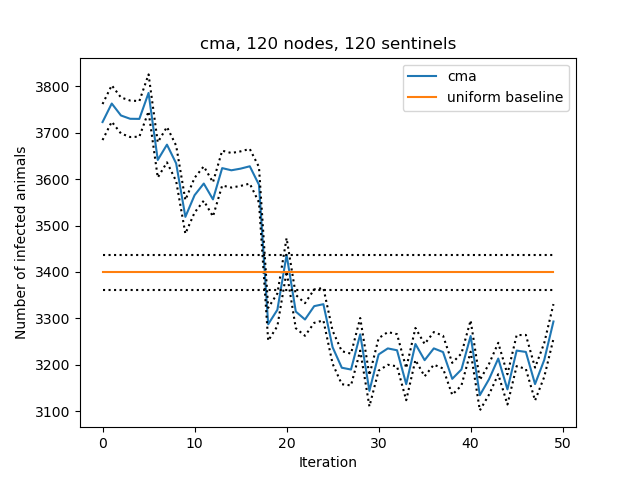 cma, 120 nodes, 120 sentinels
cma
uniform baseline
Number of infected animals
3800
3700
3600
3500
3400
3300
3200
3100
0 10 20 30 40 50
Iteration